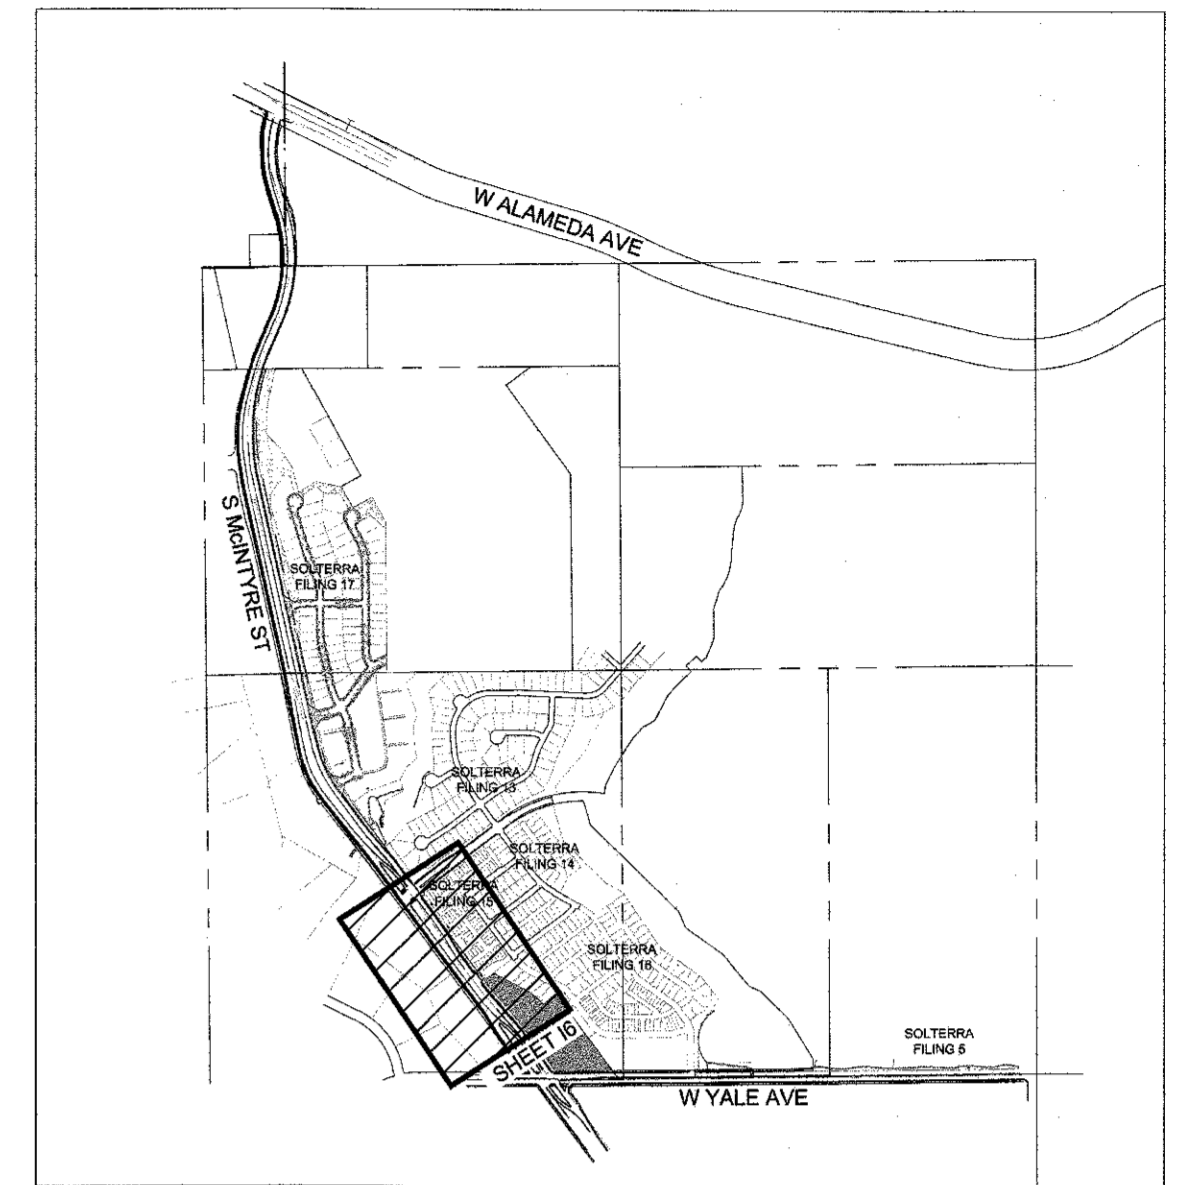 W ALAMEDA AVE
S McINTYRE ST
SOLTERRA
FILING 17
SOLTERRA
FILING 13
SOLTERRA
FILING 14
SOLTERRA
FILING 15
SOLTERRA
FILING 16
SHEET 16
SOLTERRA
FILING 5
W YALE AVE